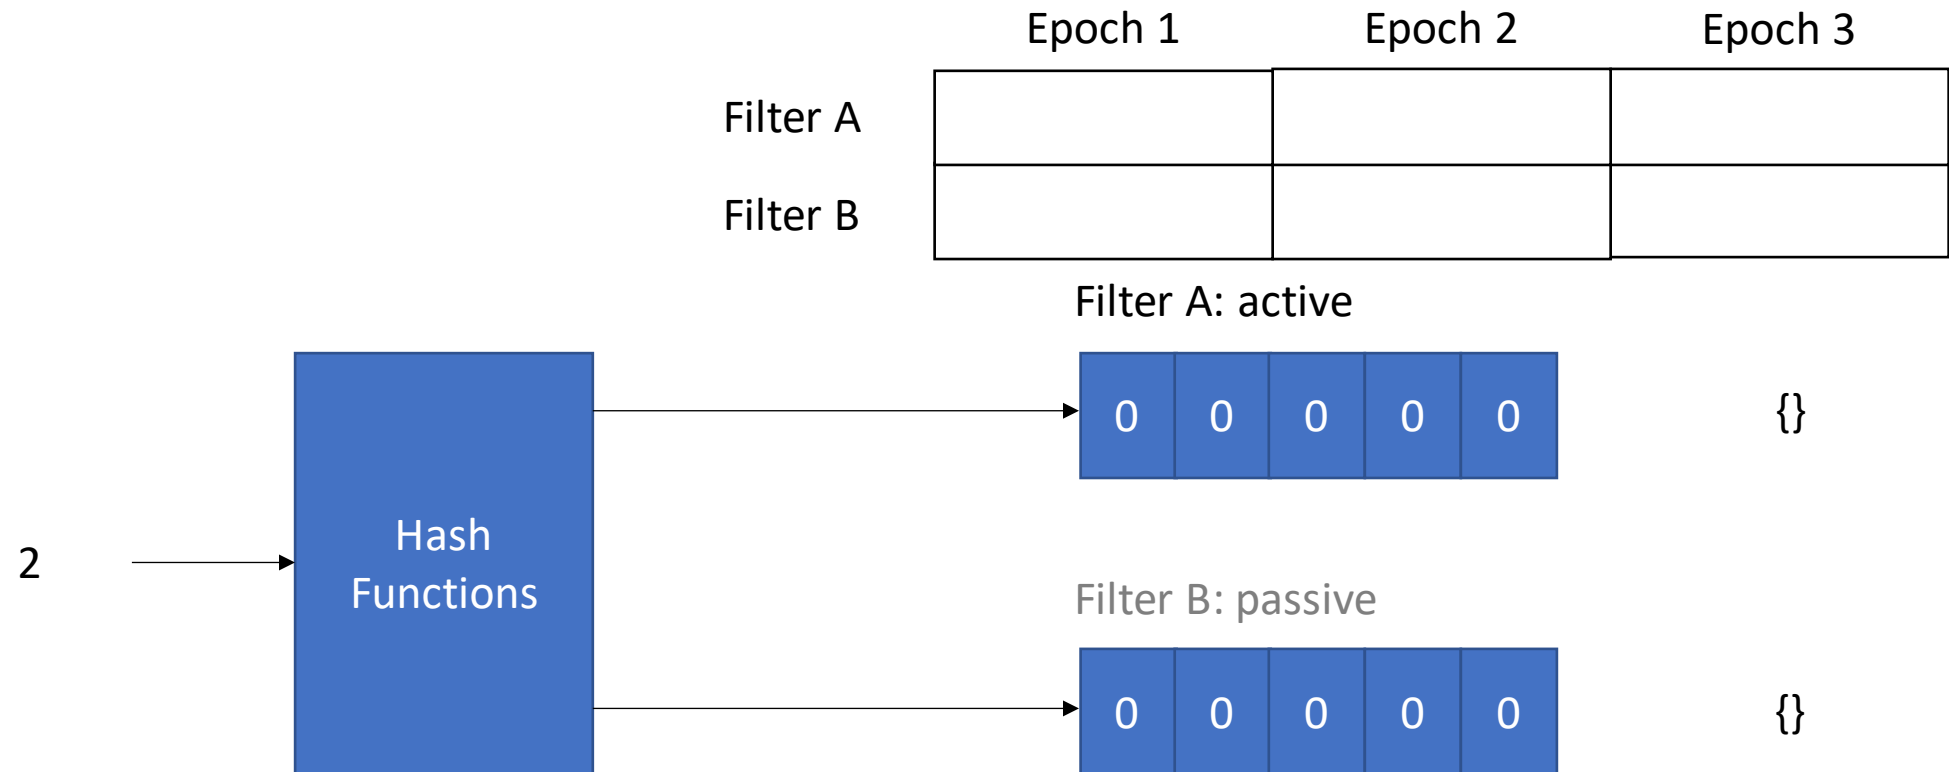 Epoch 1 Epoch 2 Epoch 3
Filter A
Filter B
Filter A: active
0 0 0 0 0 {}
Hash
Functions
2
Filter B: passive
0 0 0 0 0 {}